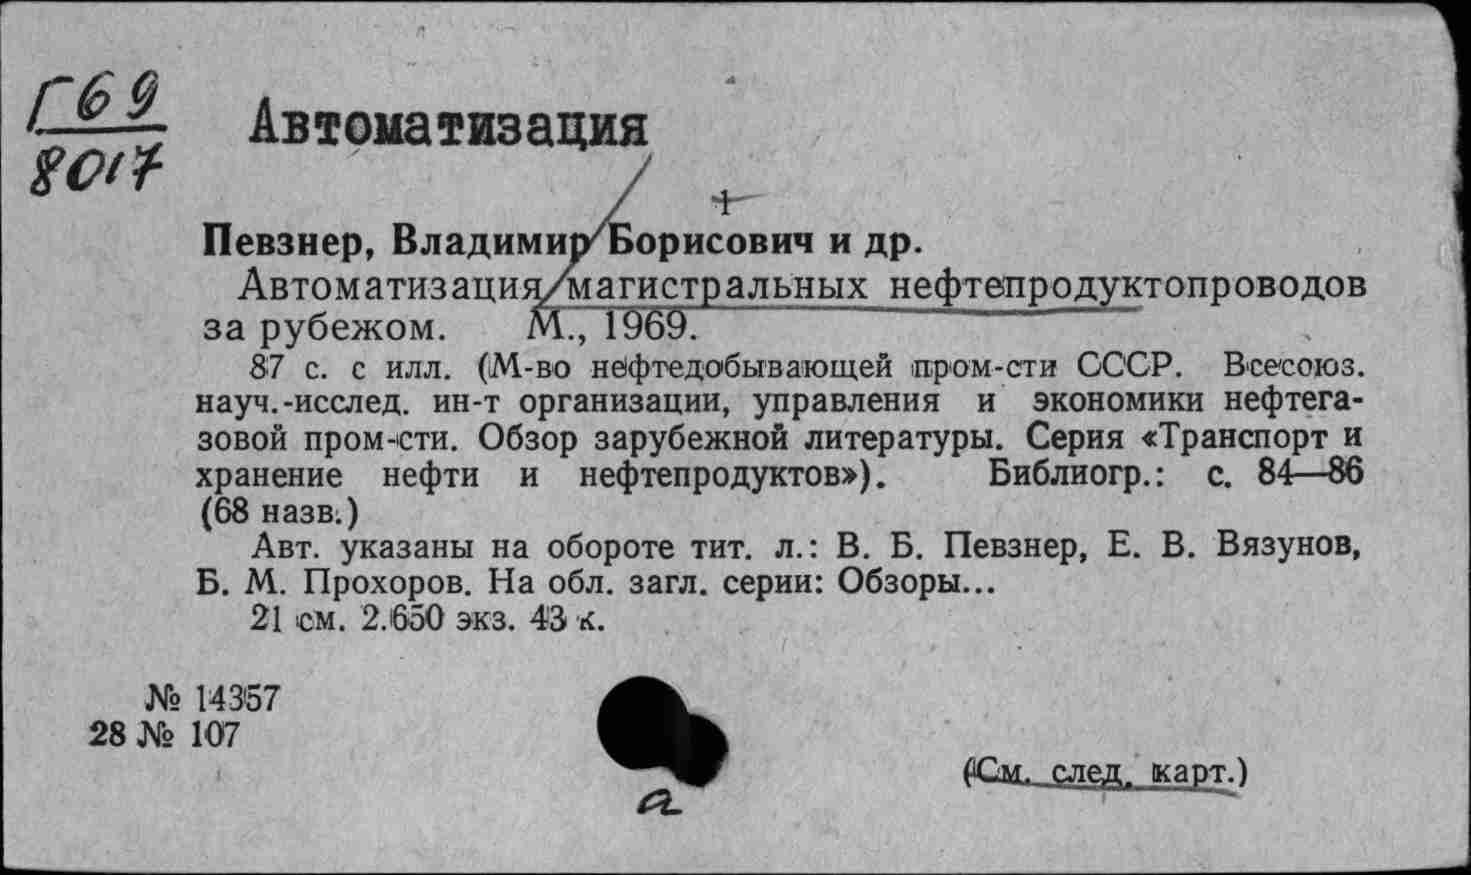 Г69
8017
Автоматизация
1
Певзнер, Владимир Борисович и др.
Автоматизация магистральных нефтепродуктопроводов
за рубежом. М., 1969.
87 с. с илл. (М-во нефтедобывающей пром-сти СССР. Всесоюз.
науч.-исслед. ин-т организации, управления и экономики нефтега-
зовой пром-сти. Обзор зарубежной литературы. Серия «Транспорт и
хранение нефти и нефтепродуктов»). Библиогр.: с. 84—86
(68 назв.)
Авт. указаны на обороте тит. л.: В. Б. Певзнер, Е. В. Вязунов,
Б. М. Прохоров. На обл. загл. серии: Обзоры...
21 см. 2.650 экз. 43 к.
№ 14357
28 № 107
(См. след. карт.)
а